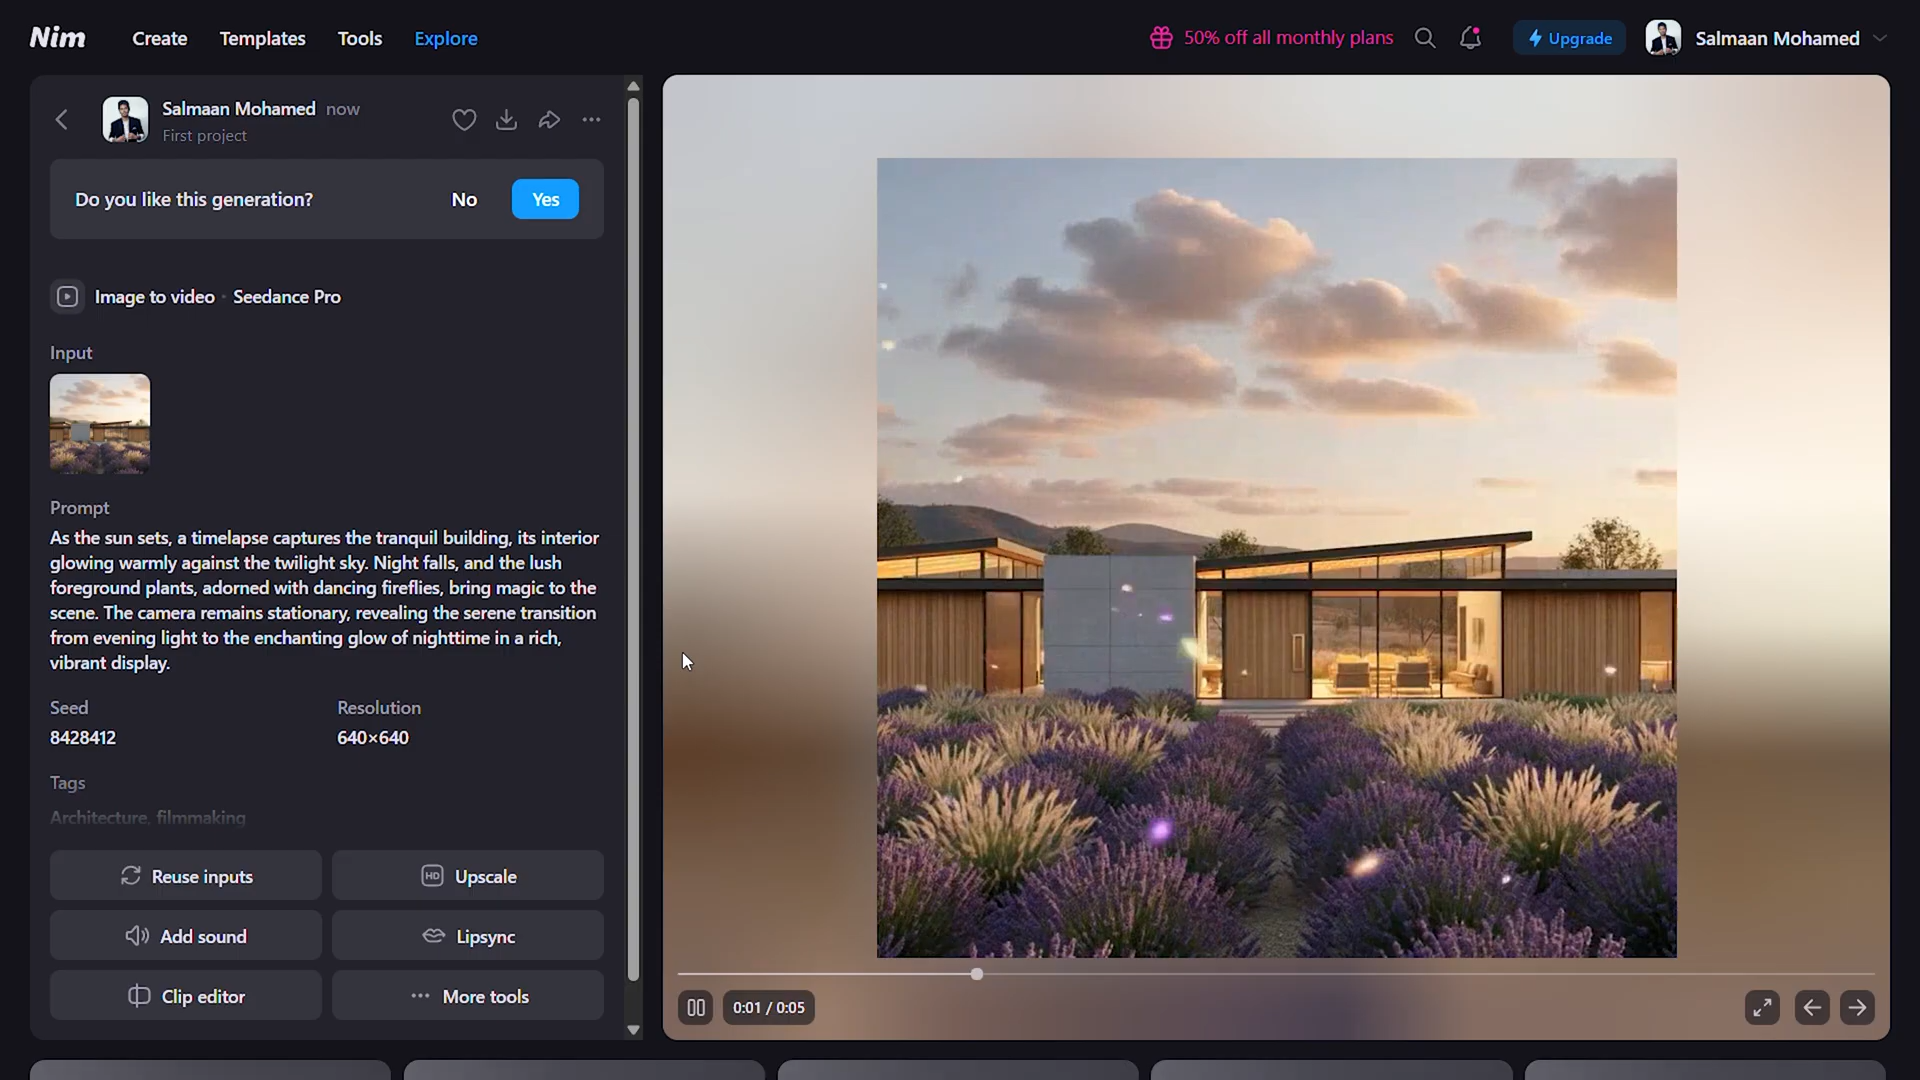 Nim
Create
Templates
Tools
Explore
50% off all monthly plans
Upgrade
Salmaan Mohamed
Salmaan Mohamed now
First project
Do you like this generation?
No
Yes
Image to video · Seedance Pro
Input
Prompt
As the sun sets, a timelapse captures the tranquil building, its interior
glowing warmly against the twilight sky. Night falls, and the lush
foreground plants, adorned with dancing fireflies, bring magic to the
scene. The camera remains stationary, revealing the serene transition
from evening light to the enchanting glow of nighttime in a rich,
vibrant display.
Seed
Resolution
8428412
640×640
Tags
Architecture, filmmaking
Reuse inputs
HD Upscale
Add sound
Lipsync
Clip editor
More tools
0:01 / 0:05